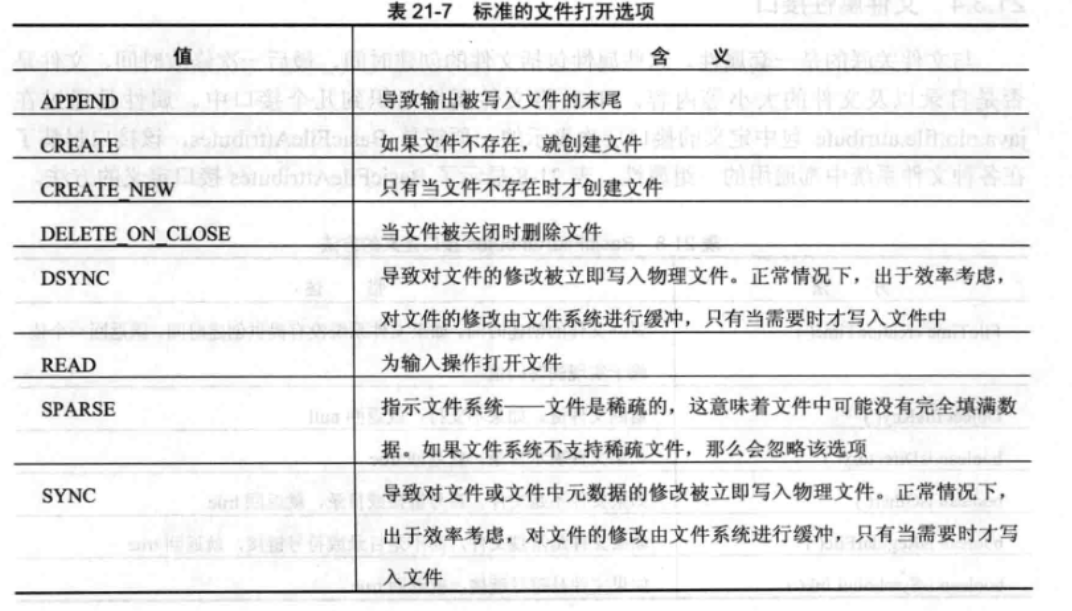 表 21-7 标准的文件打开选项
值 含义
APPEND 导致输出被写入文件的末尾
CREATE 如果文件不存在，就创建文件
CREATE_NEW 只有当文件不存在时才创建文件
DELETE_ON_CLOSE 当文件被关闭时删除文件
DSYNC 导致对文件的修改被立即写入物理文件。正常情况下，出于效率考虑，
对文件的修改由文件系统进行缓冲，只有当需要时才写入文件中
READ 为输入操作打开文件
SPARSE 指示文件系统——文件是稀疏的，这意味着文件中可能没有完全填满数
据。如果文件系统不支持稀疏文件，那么会忽略该选项
SYNC 导致对文件或文件中元数据的修改被立即写入物理文件。正常情况下，
出于效率考虑，对文件的修改由文件系统进行缓冲，只有当需要时才写
入文件